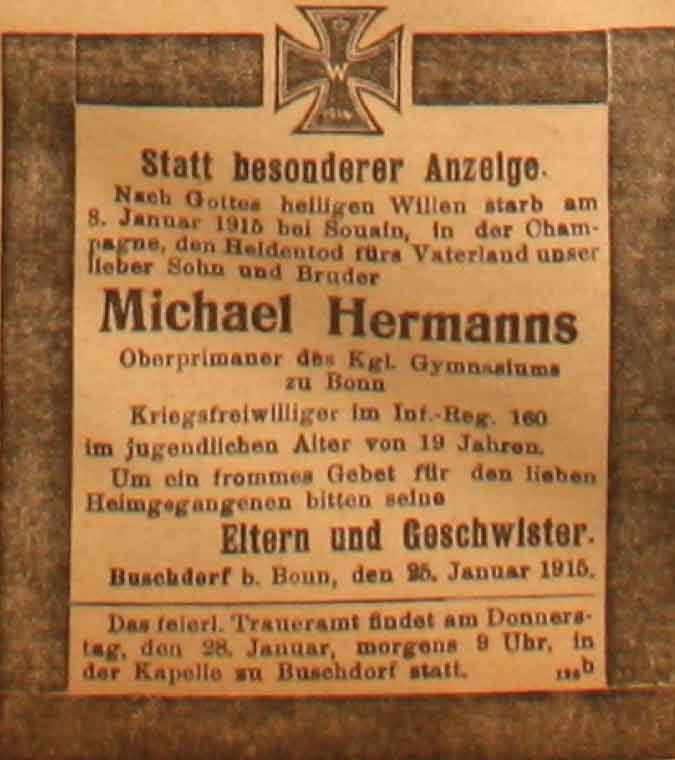 W
1914
Statt besonderer Anzeige.
Nach Gottes heiligen Willen starb am
8. Januar 1915 bei Souain, in der Cham-
pagne, den Heldentod fürs Vaterland unser
lieber Sohn und Bruder
Michael Hermanns
Oberprimaner des Kgl. Gymnasiums
zu Bonn
Kriegsfreiwilliger im Inf.-Reg. 160
im jugendlichen Alter von 19 Jahren.
Um ein frommes Gebet für den lieben
Heimgegangenen bitten seine
Eltern und Geschwister.
Buschdorf b. Bonn, den 25. Januar 1915.
Das feierl. Traueramt findet am Donners-
tag, den 28. Januar, morgens 9 Uhr, in
der Kapelle zu Buschdorf statt.